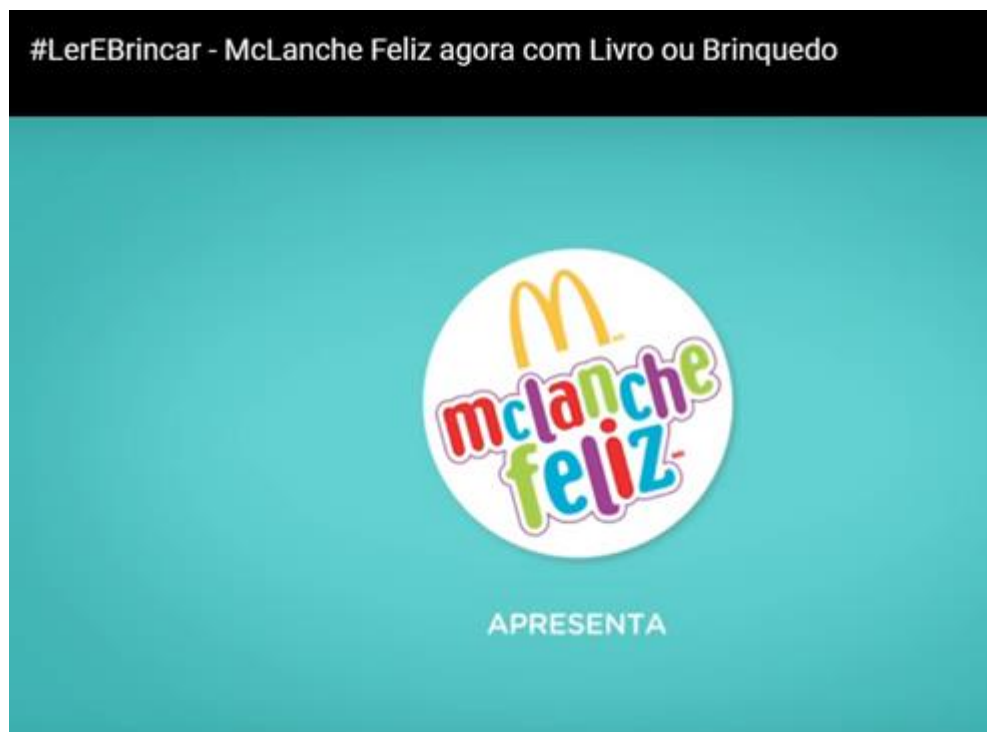 #LerEBrincar - McLanche Feliz agora com Livro ou Brinquedo
M
mclanche
feliz
APRESENTA